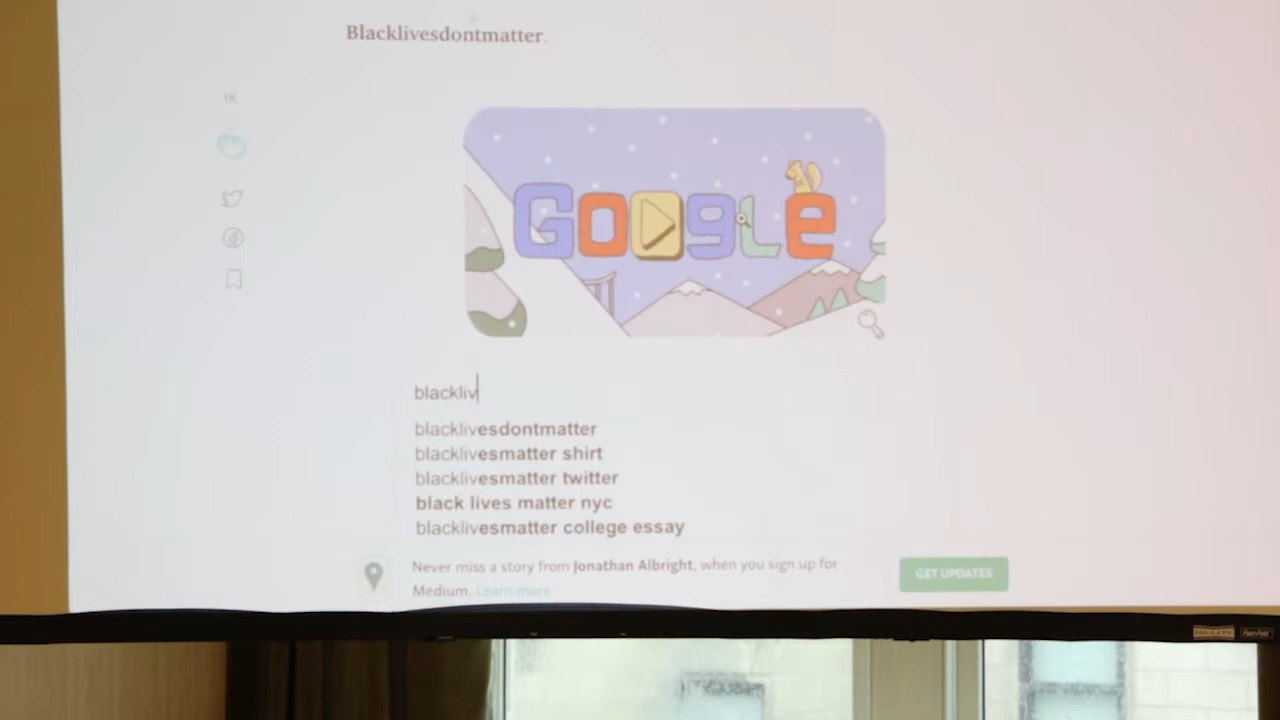 Blacklivesdontmatter.
1K
Google
blackliv
blacklivesdontmatter
blacklivesmatter shirt
blacklivesmatter twitter
black lives matter nyc
blacklivesmatter college essay
Never miss a story from Jonathan Albright, when you sign up for
Medium. Learn more
GET UPDATES